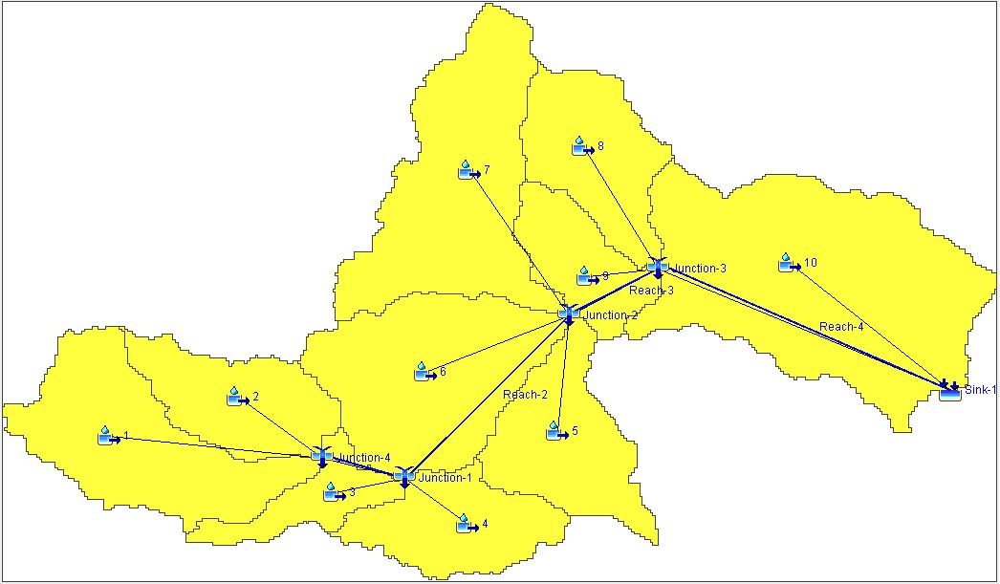 8
7
10
Junction-3
9
Reach-3
Junction-2
Reach-4
6
Sink-1
2
Reach-2
5
1
Junction-4
Junction-1
3
4